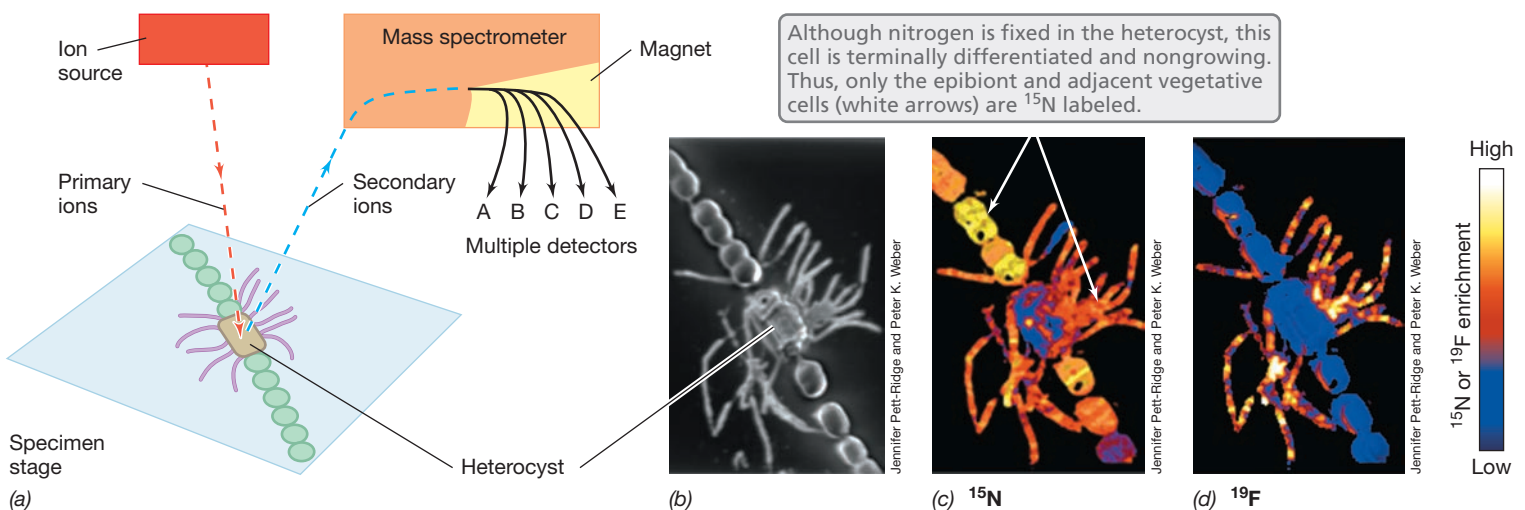 Ion
source
Mass spectrometer
Magnet
Primary
ions
Secondary
ions
A B C D E
Multiple detectors
Specimen
stage
Heterocyst
(a)
Although nitrogen is fixed in the heterocyst, this
cell is terminally differentiated and nongrowing.
Thus, only the epibiont and adjacent vegetative
cells (white arrows) are ¹⁵N labeled.
Jennifer Pett-Ridge and Peter K. Weber
(b)
Jennifer Pett-Ridge and Peter K. Weber
(c) ¹⁵N
Jennifer Pett-Ridge and Peter K. Weber
(d) ¹⁹F
High
¹⁵N or ¹⁹F enrichment
Low